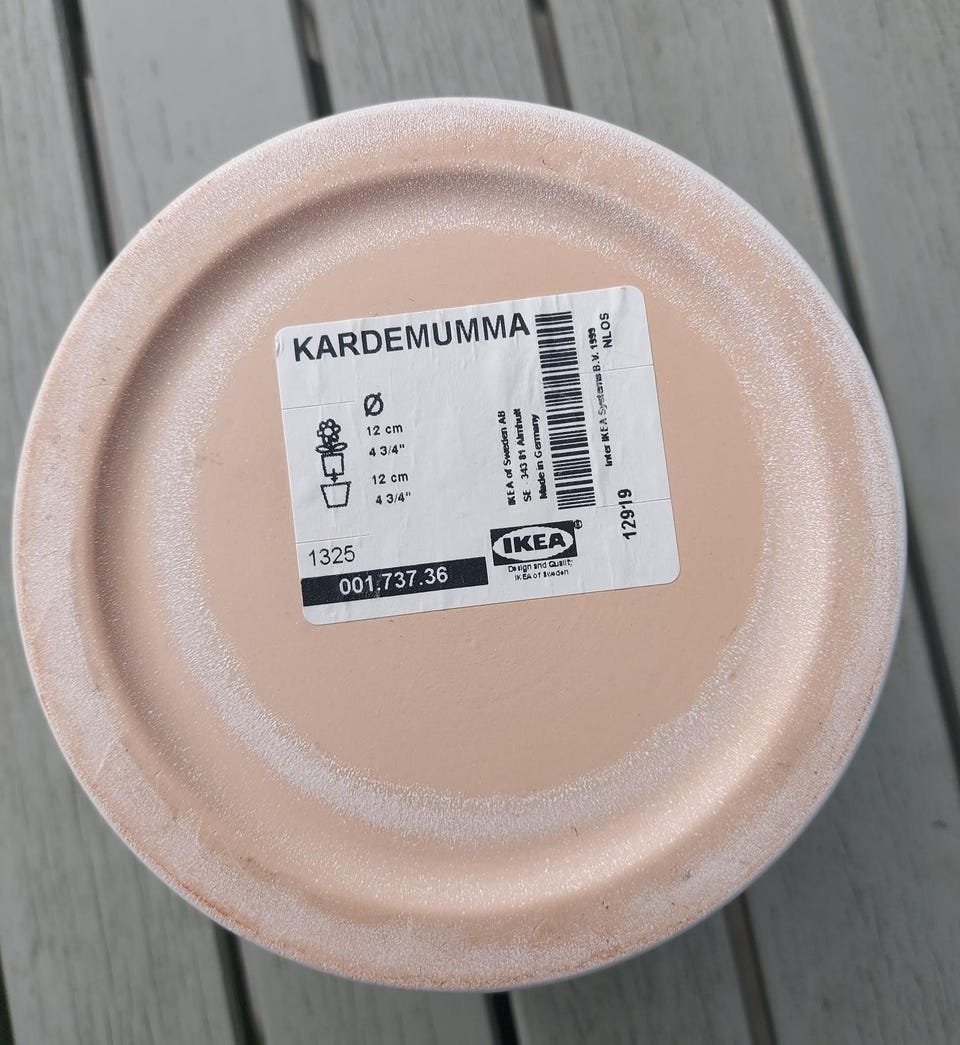 KARDEMUMMA
Ø
12 cm
4 3/4"
12 cm
4 3/4"
1325
001.737.36
IKEA of Sweden AB
SE - 343 81 Älmhult
Made in Germany
IKEA®
Design and Quality
IKEA of Sweden
Inter IKEA Systems B.V. 1999
NLOS
12919